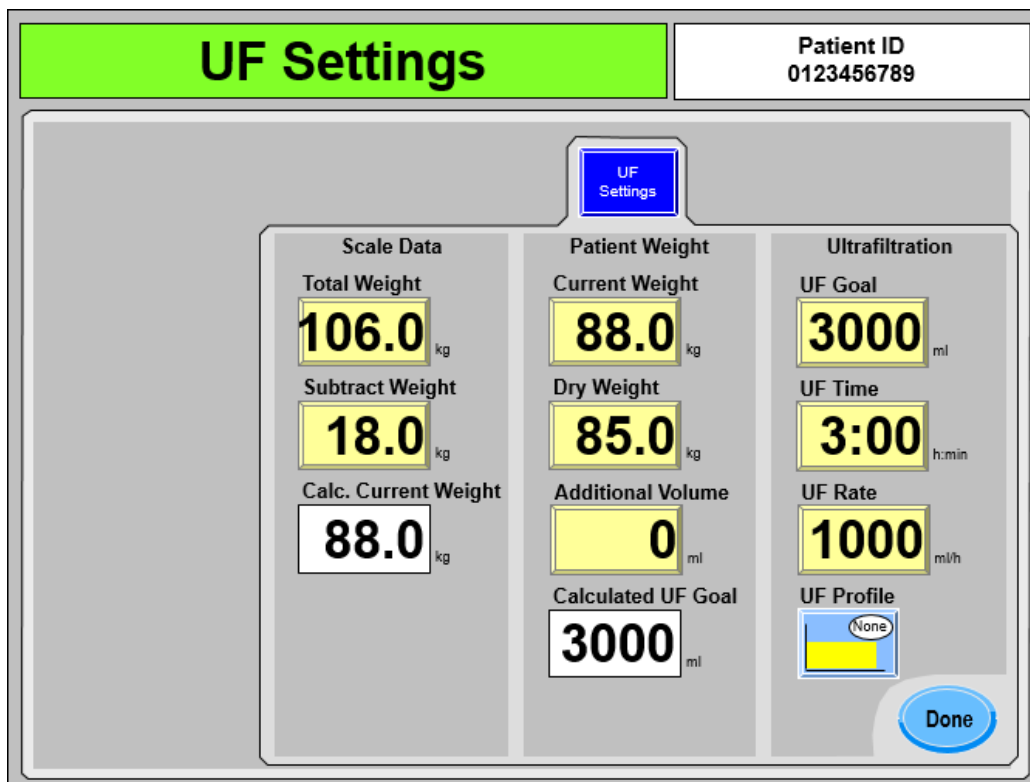 UF Settings
Patient ID
0123456789
UF
Settings
Scale Data
Total Weight
106.0 kg
Subtract Weight
18.0 kg
Calc. Current Weight
88.0 kg
Patient Weight
Current Weight
88.0 kg
Dry Weight
85.0 kg
Additional Volume
0 ml
Calculated UF Goal
3000 ml
Ultrafiltration
UF Goal
3000 ml
UF Time
3:00 h:min
UF Rate
1000 ml/h
UF Profile
None
Done